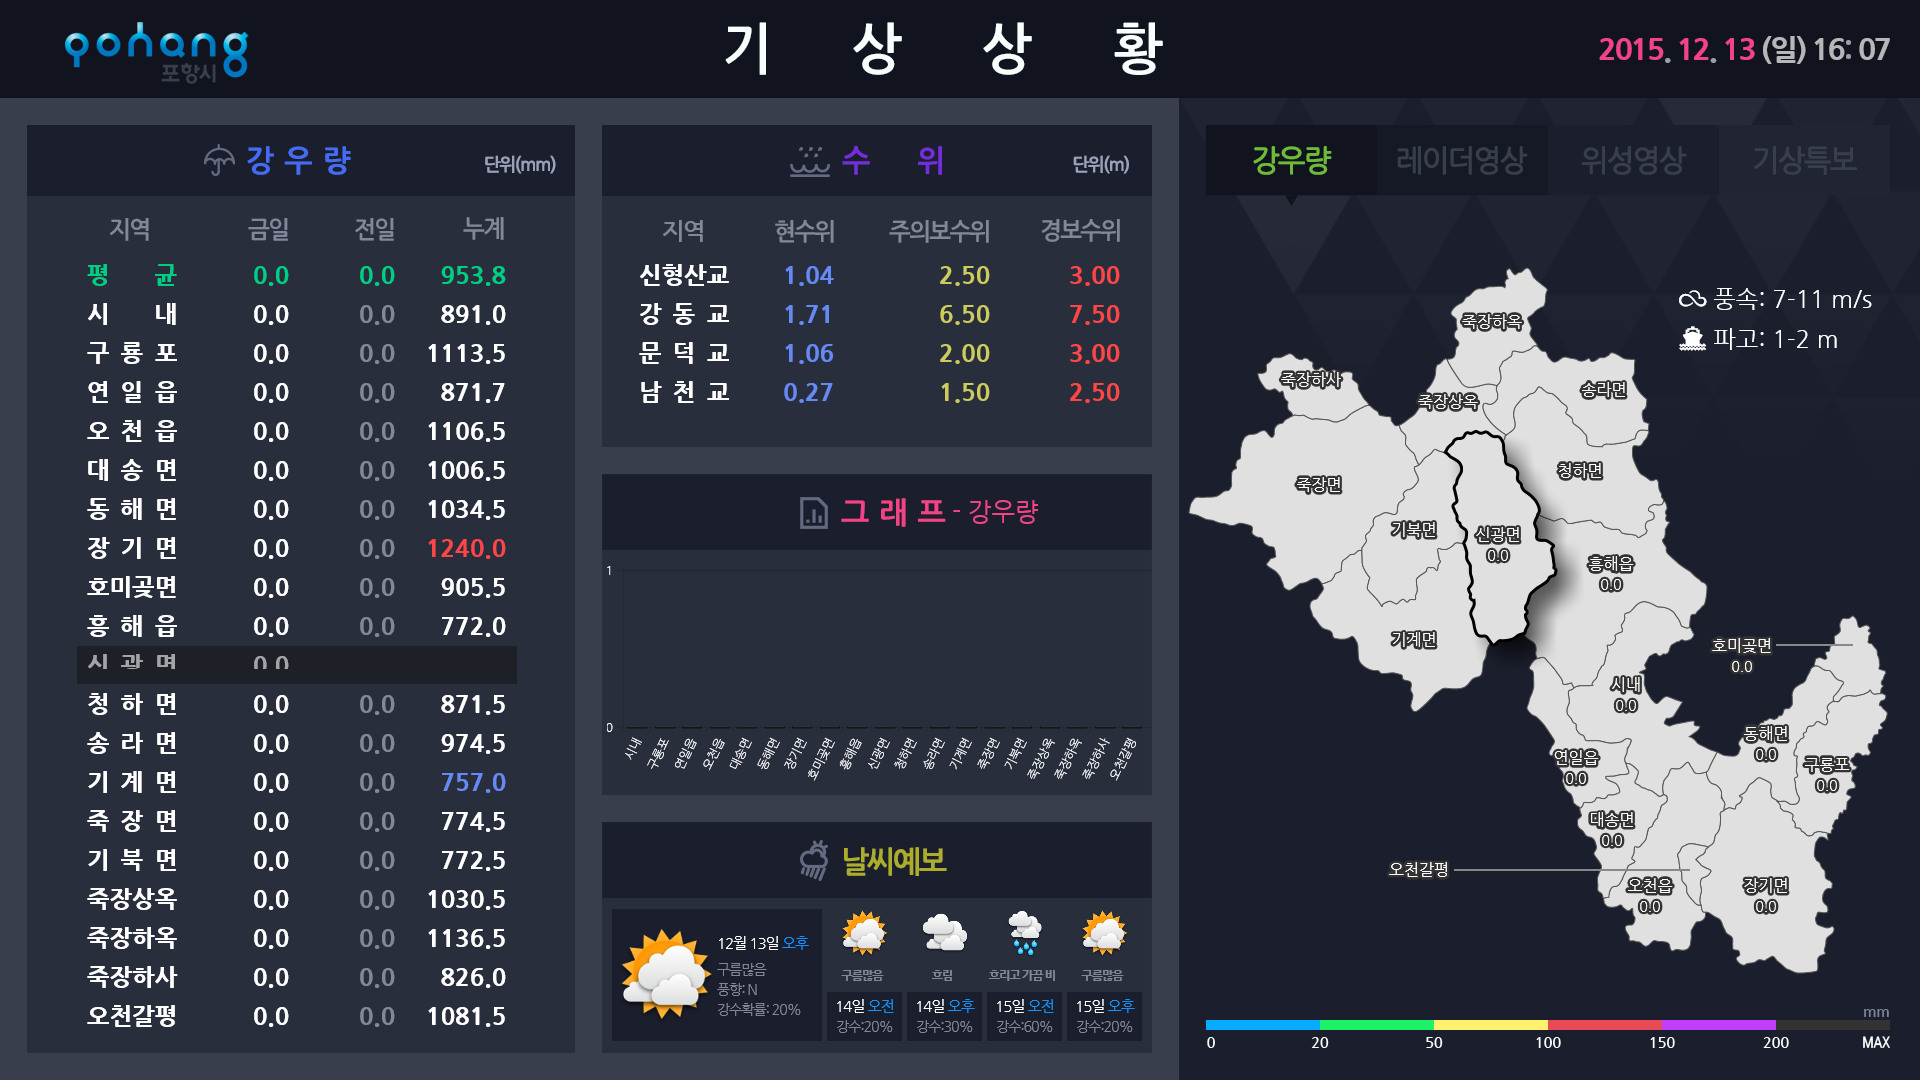 pohang
포항시
기 상 상 황
2015. 12. 13 (일) 16: 07
강 우 량
단위(mm)
지역 금일 전일 누계
평 균 0.0 0.0 953.8
시 내 0.0 0.0 891.0
구 룡 포 0.0 0.0 1113.5
연 일 읍 0.0 0.0 871.7
오 천 읍 0.0 0.0 1106.5
대 송 면 0.0 0.0 1006.5
동 해 면 0.0 0.0 1034.5
장 기 면 0.0 0.0 1240.0
호미곶면 0.0 0.0 905.5
흥 해 읍 0.0 0.0 772.0
신 광 면 0.0
청 하 면 0.0 0.0 871.5
송 라 면 0.0 0.0 974.5
기 계 면 0.0 0.0 757.0
죽 장 면 0.0 0.0 774.5
기 북 면 0.0 0.0 772.5
죽장상옥 0.0 0.0 1030.5
죽장하옥 0.0 0.0 1136.5
죽장하사 0.0 0.0 826.0
오천갈평 0.0 0.0 1081.5
수 위
단위(m)
지역 현수위 주의보수위 경보수위
신형산교 1.04 2.50 3.00
강 동 교 1.71 6.50 7.50
문 덕 교 1.06 2.00 3.00
남 천 교 0.27 1.50 2.50
그 래 프 - 강우량
1
0
시내 구룡포 연일읍 오천읍 대송면 동해면 장기면 호미곶면 흥해읍 신광면 청하면 송라면 기계면 죽장면 기북면 죽장상옥 죽장하옥 죽장하사 오천갈평
날씨예보
12월 13일 오후
구름많음
풍향: N
강수확률: 20%
구름많음 흐림 흐리고 가끔 비 구름많음
14일 오전 14일 오후 15일 오전 15일 오후
강수:20% 강수:30% 강수:60% 강수:20%
강우량 레이더영상 위성영상 기상특보
풍속: 7-11 m/s
파고: 1-2 m
죽장하옥
죽장하사
송라면
죽장상옥
청하면
죽장면
기북면
신광면
0.0
흥해읍
0.0
기계면
호미곶면
0.0
시내
0.0
동해면
0.0
연일읍
0.0
구룡포
0.0
대송면
0.0
오천갈평
오천읍
0.0
장기면
0.0
mm
0 20 50 100 150 200 MAX